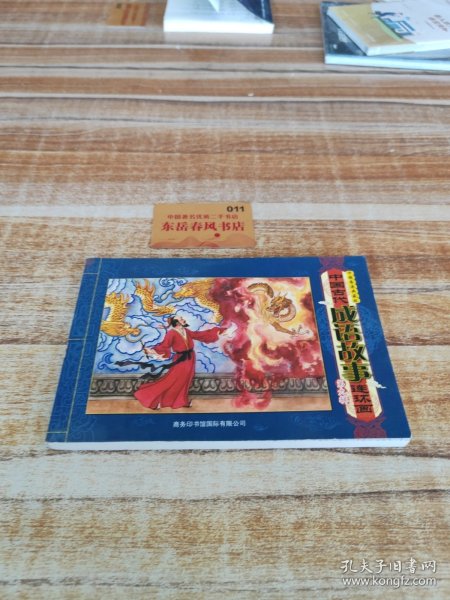 011
中国著名优质二手书店
东岳春风书店
中国古代
成语故事
连环画
商务印书馆国际有限公司
孔夫子旧书网
www.kongfz.com